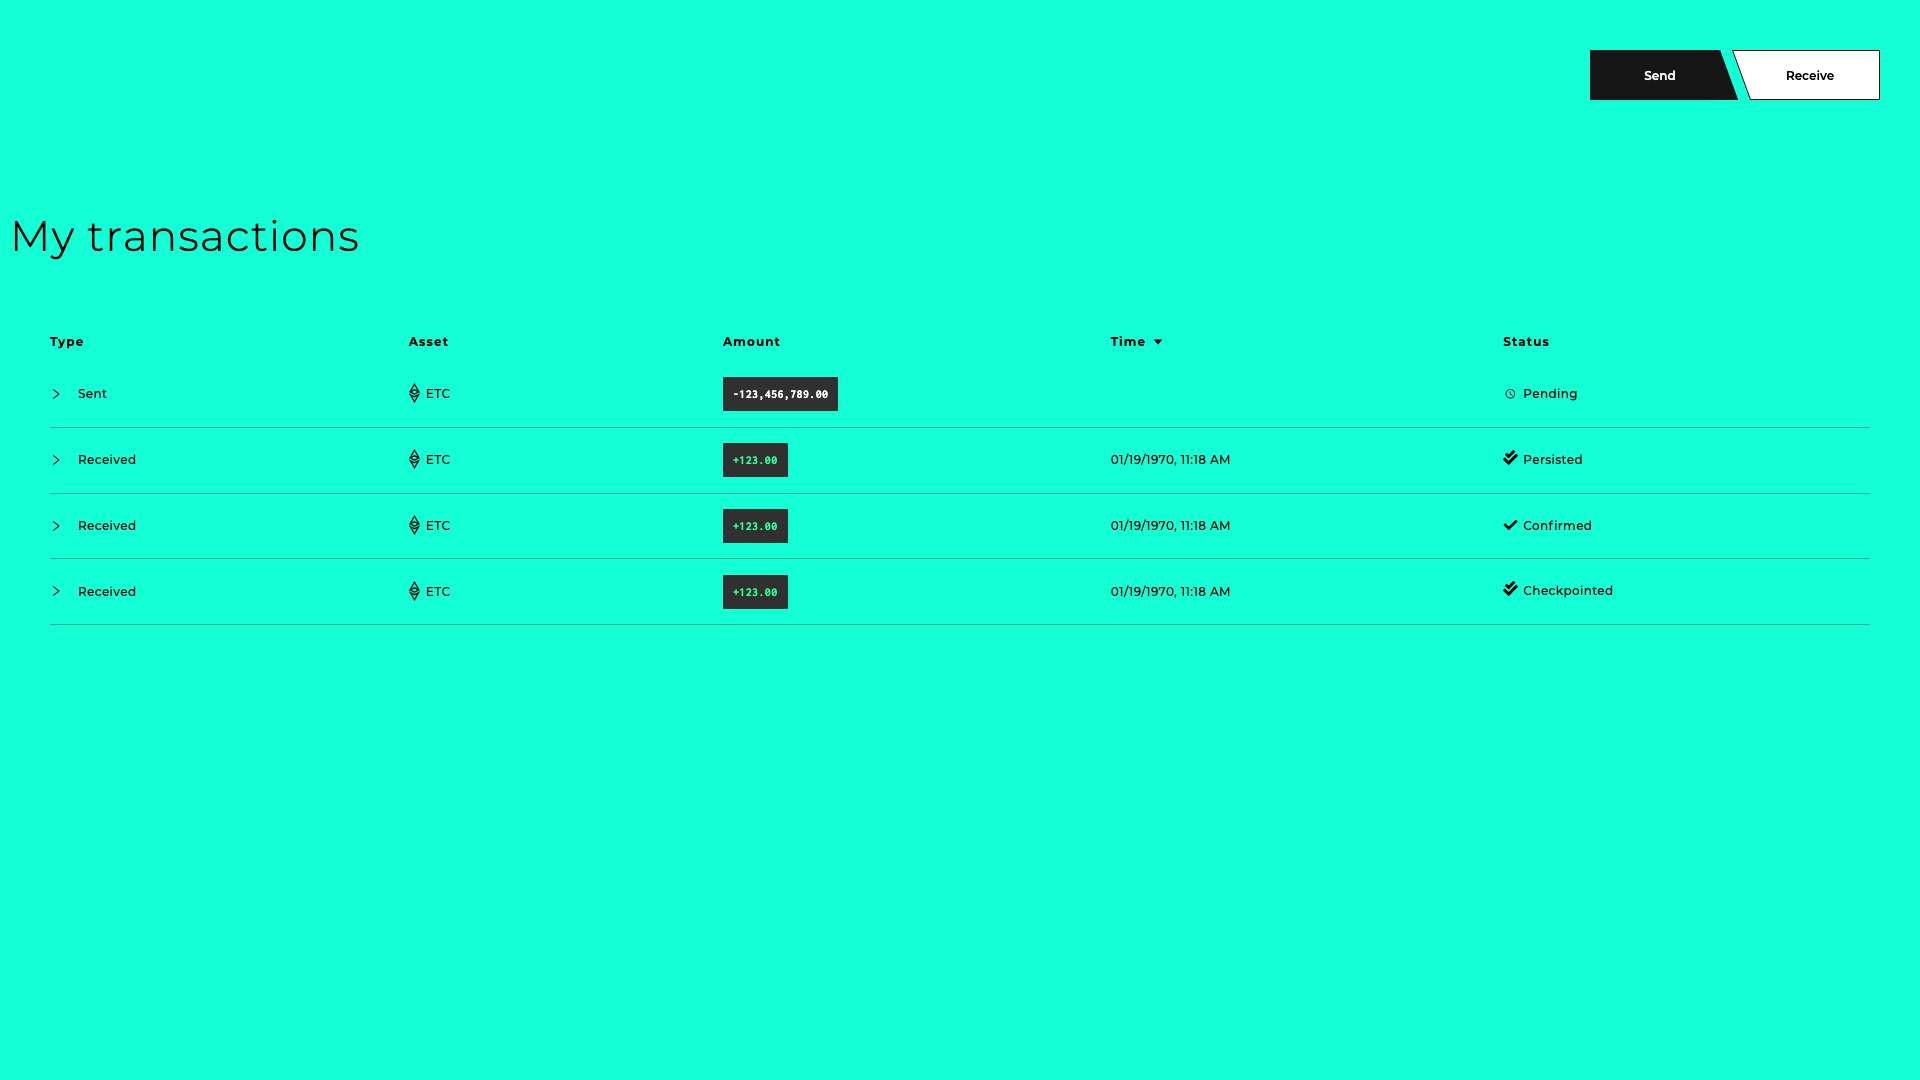 Send
Receive
My transactions
Type Asset Amount Time Status
Sent ETC -123,456,789.00 Pending
Received ETC +123.00 01/19/1970, 11:18 AM Persisted
Received ETC +123.00 01/19/1970, 11:18 AM Confirmed
Received ETC +123.00 01/19/1970, 11:18 AM Checkpointed